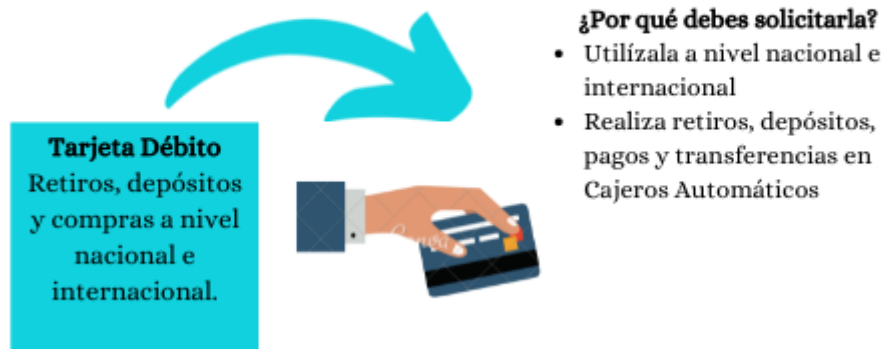 Tarjeta Débito
Retiros, depósitos
y compras a nivel
nacional e
internacional.
Canva
¿Por qué debes solicitarla?
• Utilízala a nivel nacional e
internacional
• Realiza retiros, depósitos,
pagos y transferencias en
Cajeros Automáticos